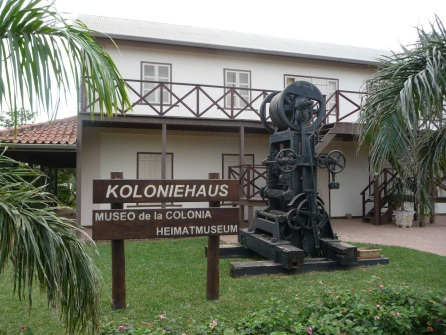 KOLONIEHAUS
MUSEO de la COLONIA
HEIMATMUSEUM